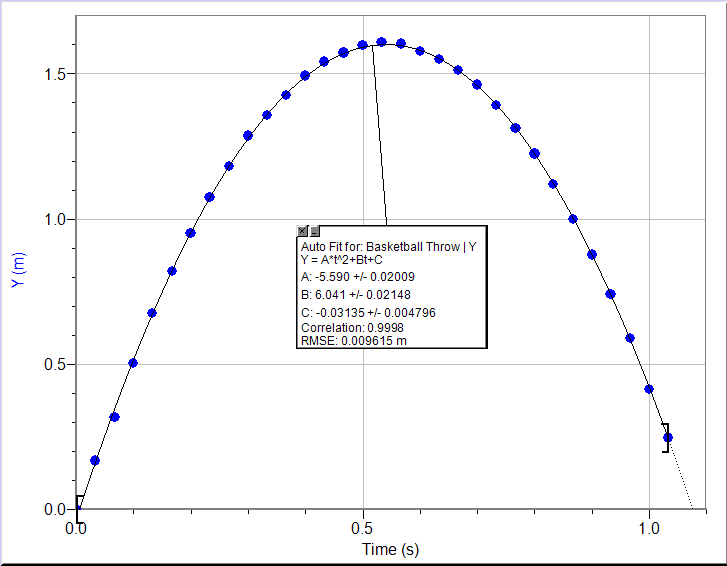 1.5
1.0
0.5
0.0
Y (m)
Auto Fit for: Basketball Throw | Y
Y = A*t^2+Bt+C
A: -5.590 +/- 0.02009
B: 6.041 +/- 0.02148
C: -0.03135 +/- 0.004796
Correlation: 0.9998
RMSE: 0.009615 m
0.0 0.5 1.0
Time (s)